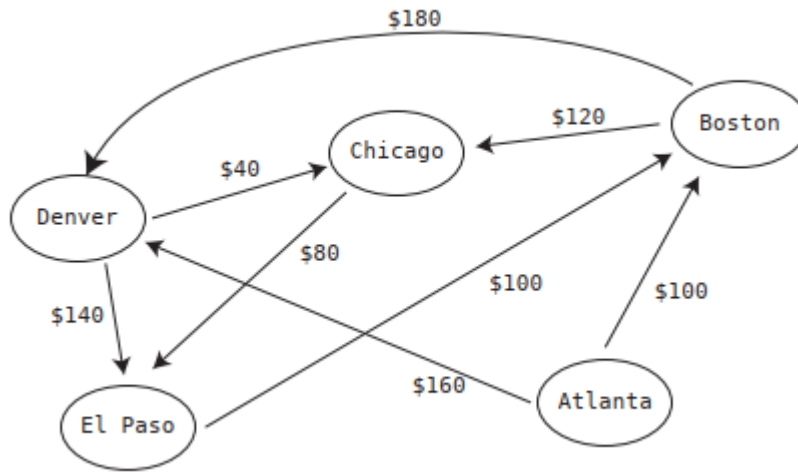 $180
Boston
$120
Chicago
$40
Denver
$80
$100
$100
$140
$160
Atlanta
El Paso